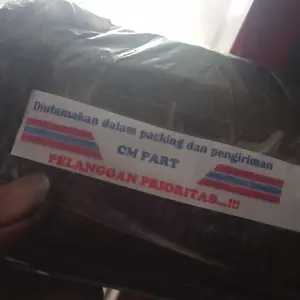 Diutamakan dalam packing dan pengiriman
CM PART
PELANGGAN PRIORITAS...!!!